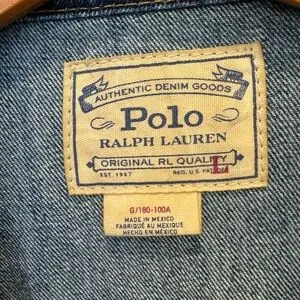 AUTHENTIC DENIM GOODS
Polo
RALPH LAUREN
ORIGINAL RL QUALITY
L
EST. 1967 REG. U.S. PAT.
G/180-100A
MADE IN MEXICO
FABRIQUÉ AU MEXIQUE
HECHO EN MÉXICO